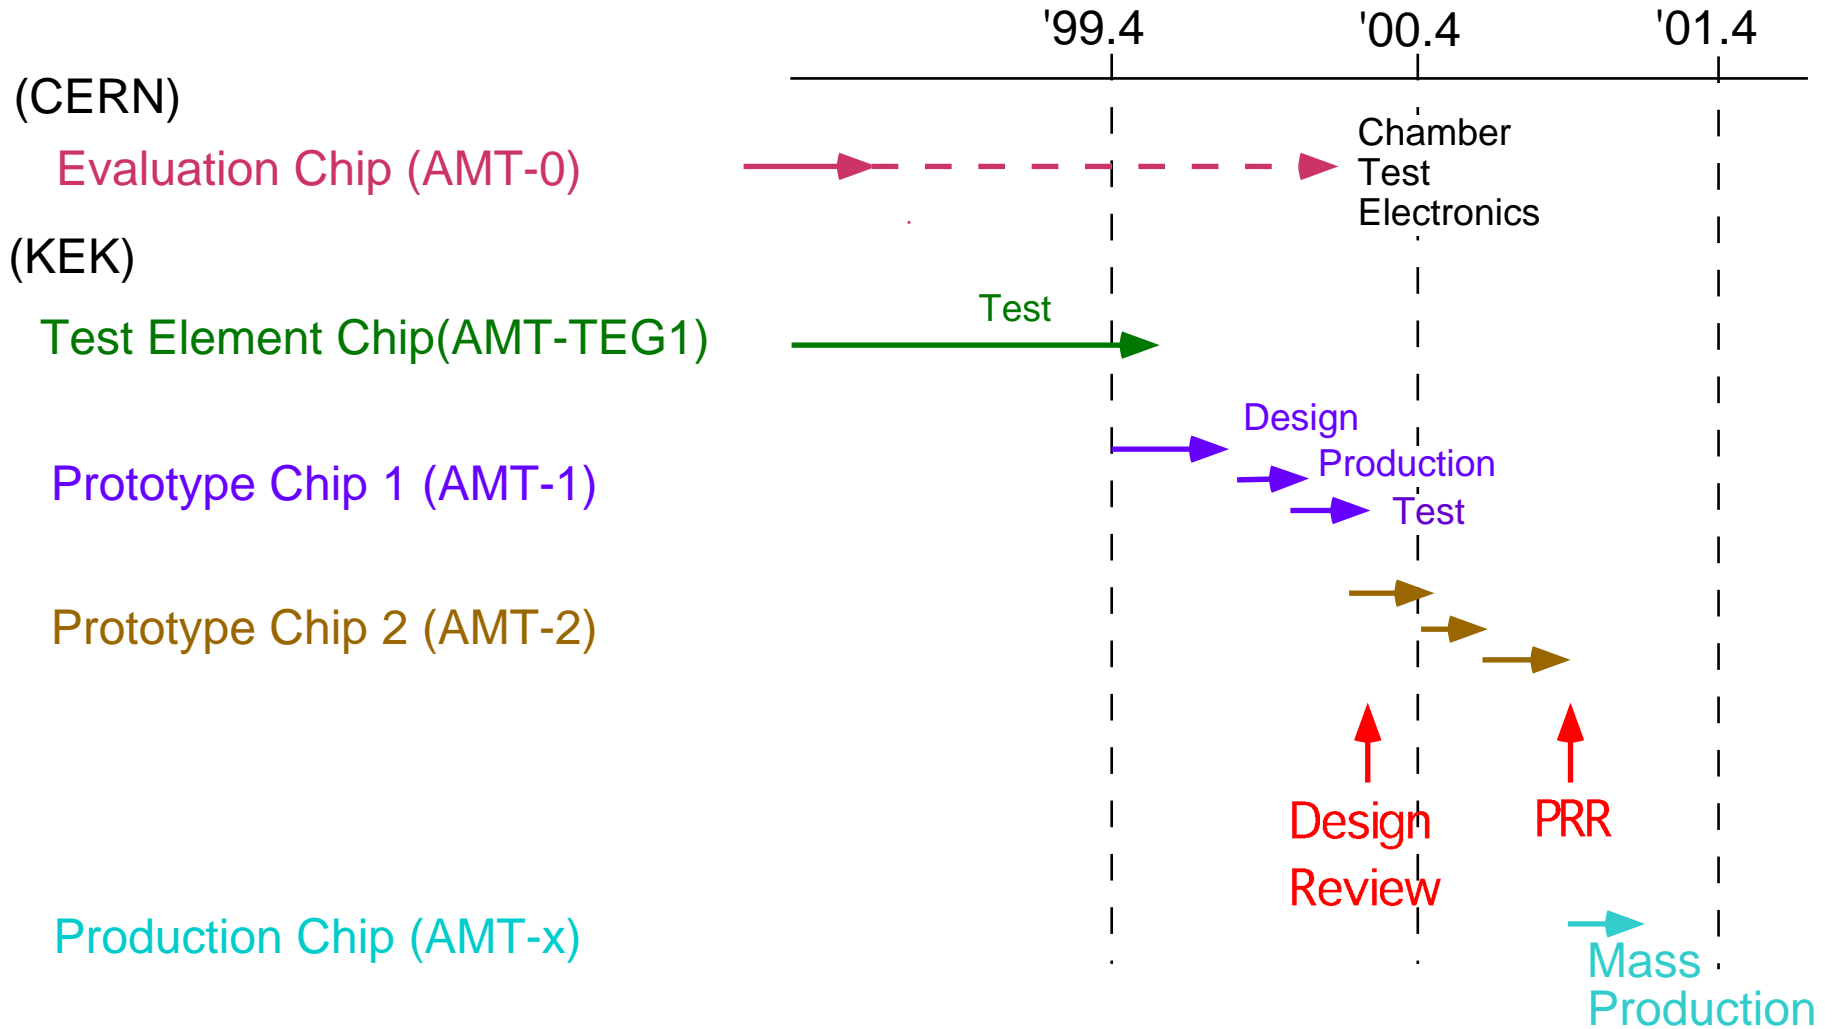 '99.4
'00.4
'01.4
(CERN)
Evaluation Chip (AMT-0)
Chamber
Test
Electronics
(KEK)
Test Element Chip(AMT-TEG1)
Test
Prototype Chip 1 (AMT-1)
Design
Production
Test
Prototype Chip 2 (AMT-2)
Design
Review
PRR
Production Chip (AMT-x)
Mass
Production